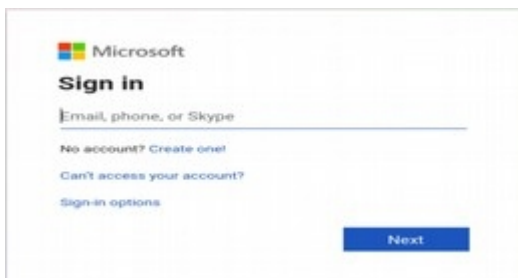 Microsoft
Sign in
Email, phone, or Skype
No account? Create one!
Can't access your account?
Sign-in options
Next